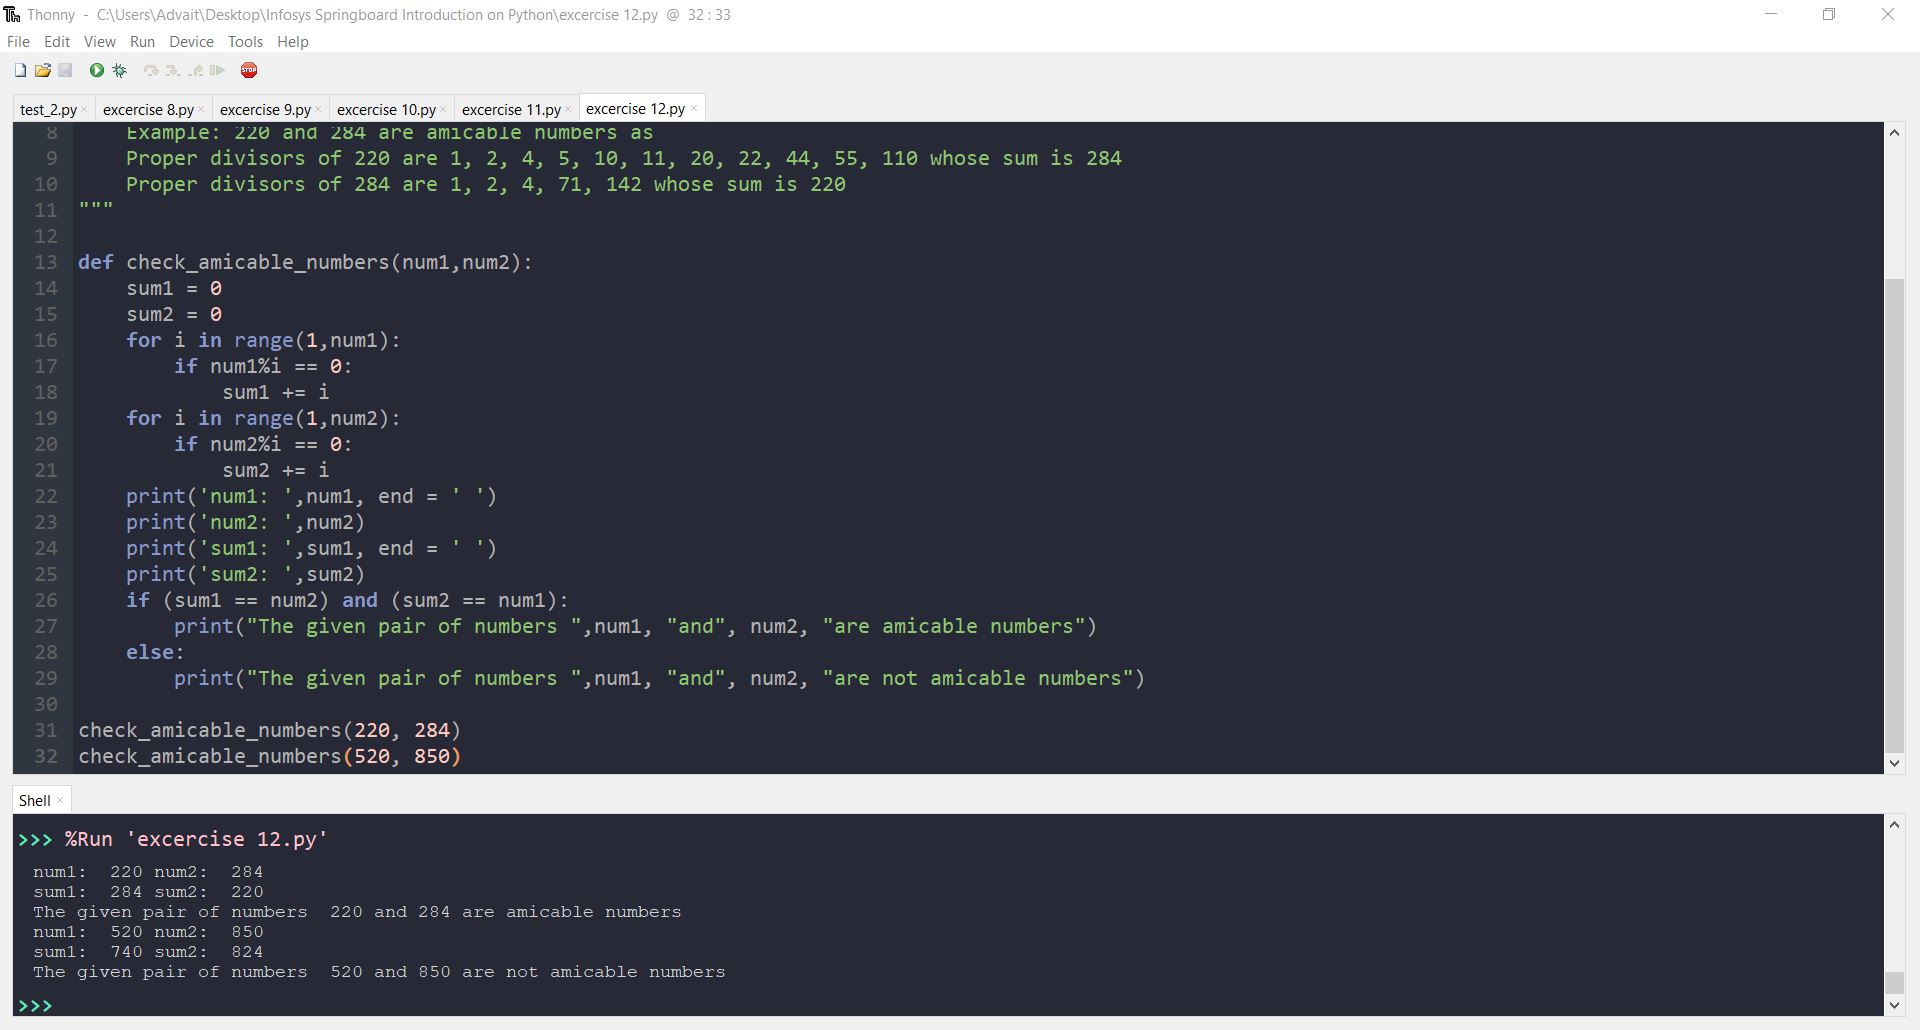 Thonny - C:\Users\Advait\Desktop\Infosys Springboard Introduction on Python\excercise 12.py @ 32 : 33
File Edit View Run Device Tools Help
STOP
test_2.py × excercise 8.py × excercise 9.py × excercise 10.py × excercise 11.py × excercise 12.py ×
8     Example: 220 and 284 are amicable numbers as
9     Proper divisors of 220 are 1, 2, 4, 5, 10, 11, 20, 22, 44, 55, 110 whose sum is 284
10     Proper divisors of 284 are 1, 2, 4, 71, 142 whose sum is 220
11 """
12
13 def check_amicable_numbers(num1,num2):
14     sum1 = 0
15     sum2 = 0
16     for i in range(1,num1):
17         if num1%i == 0:
18             sum1 += i
19     for i in range(1,num2):
20         if num2%i == 0:
21             sum2 += i
22     print('num1: ',num1, end = ' ')
23     print('num2: ',num2)
24     print('sum1: ',sum1, end = ' ')
25     print('sum2: ',sum2)
26     if (sum1 == num2) and (sum2 == num1):
27         print("The given pair of numbers ",num1, "and", num2, "are amicable numbers")
28     else:
29         print("The given pair of numbers ",num1, "and", num2, "are not amicable numbers")
30
31 check_amicable_numbers(220, 284)
32 check_amicable_numbers(520, 850)
Shell ×
>>> %Run 'excercise 12.py'
num1:  220 num2:  284
sum1:  284 sum2:  220
The given pair of numbers  220 and 284 are amicable numbers
num1:  520 num2:  850
sum1:  740 sum2:  824
The given pair of numbers  520 and 850 are not amicable numbers
>>>